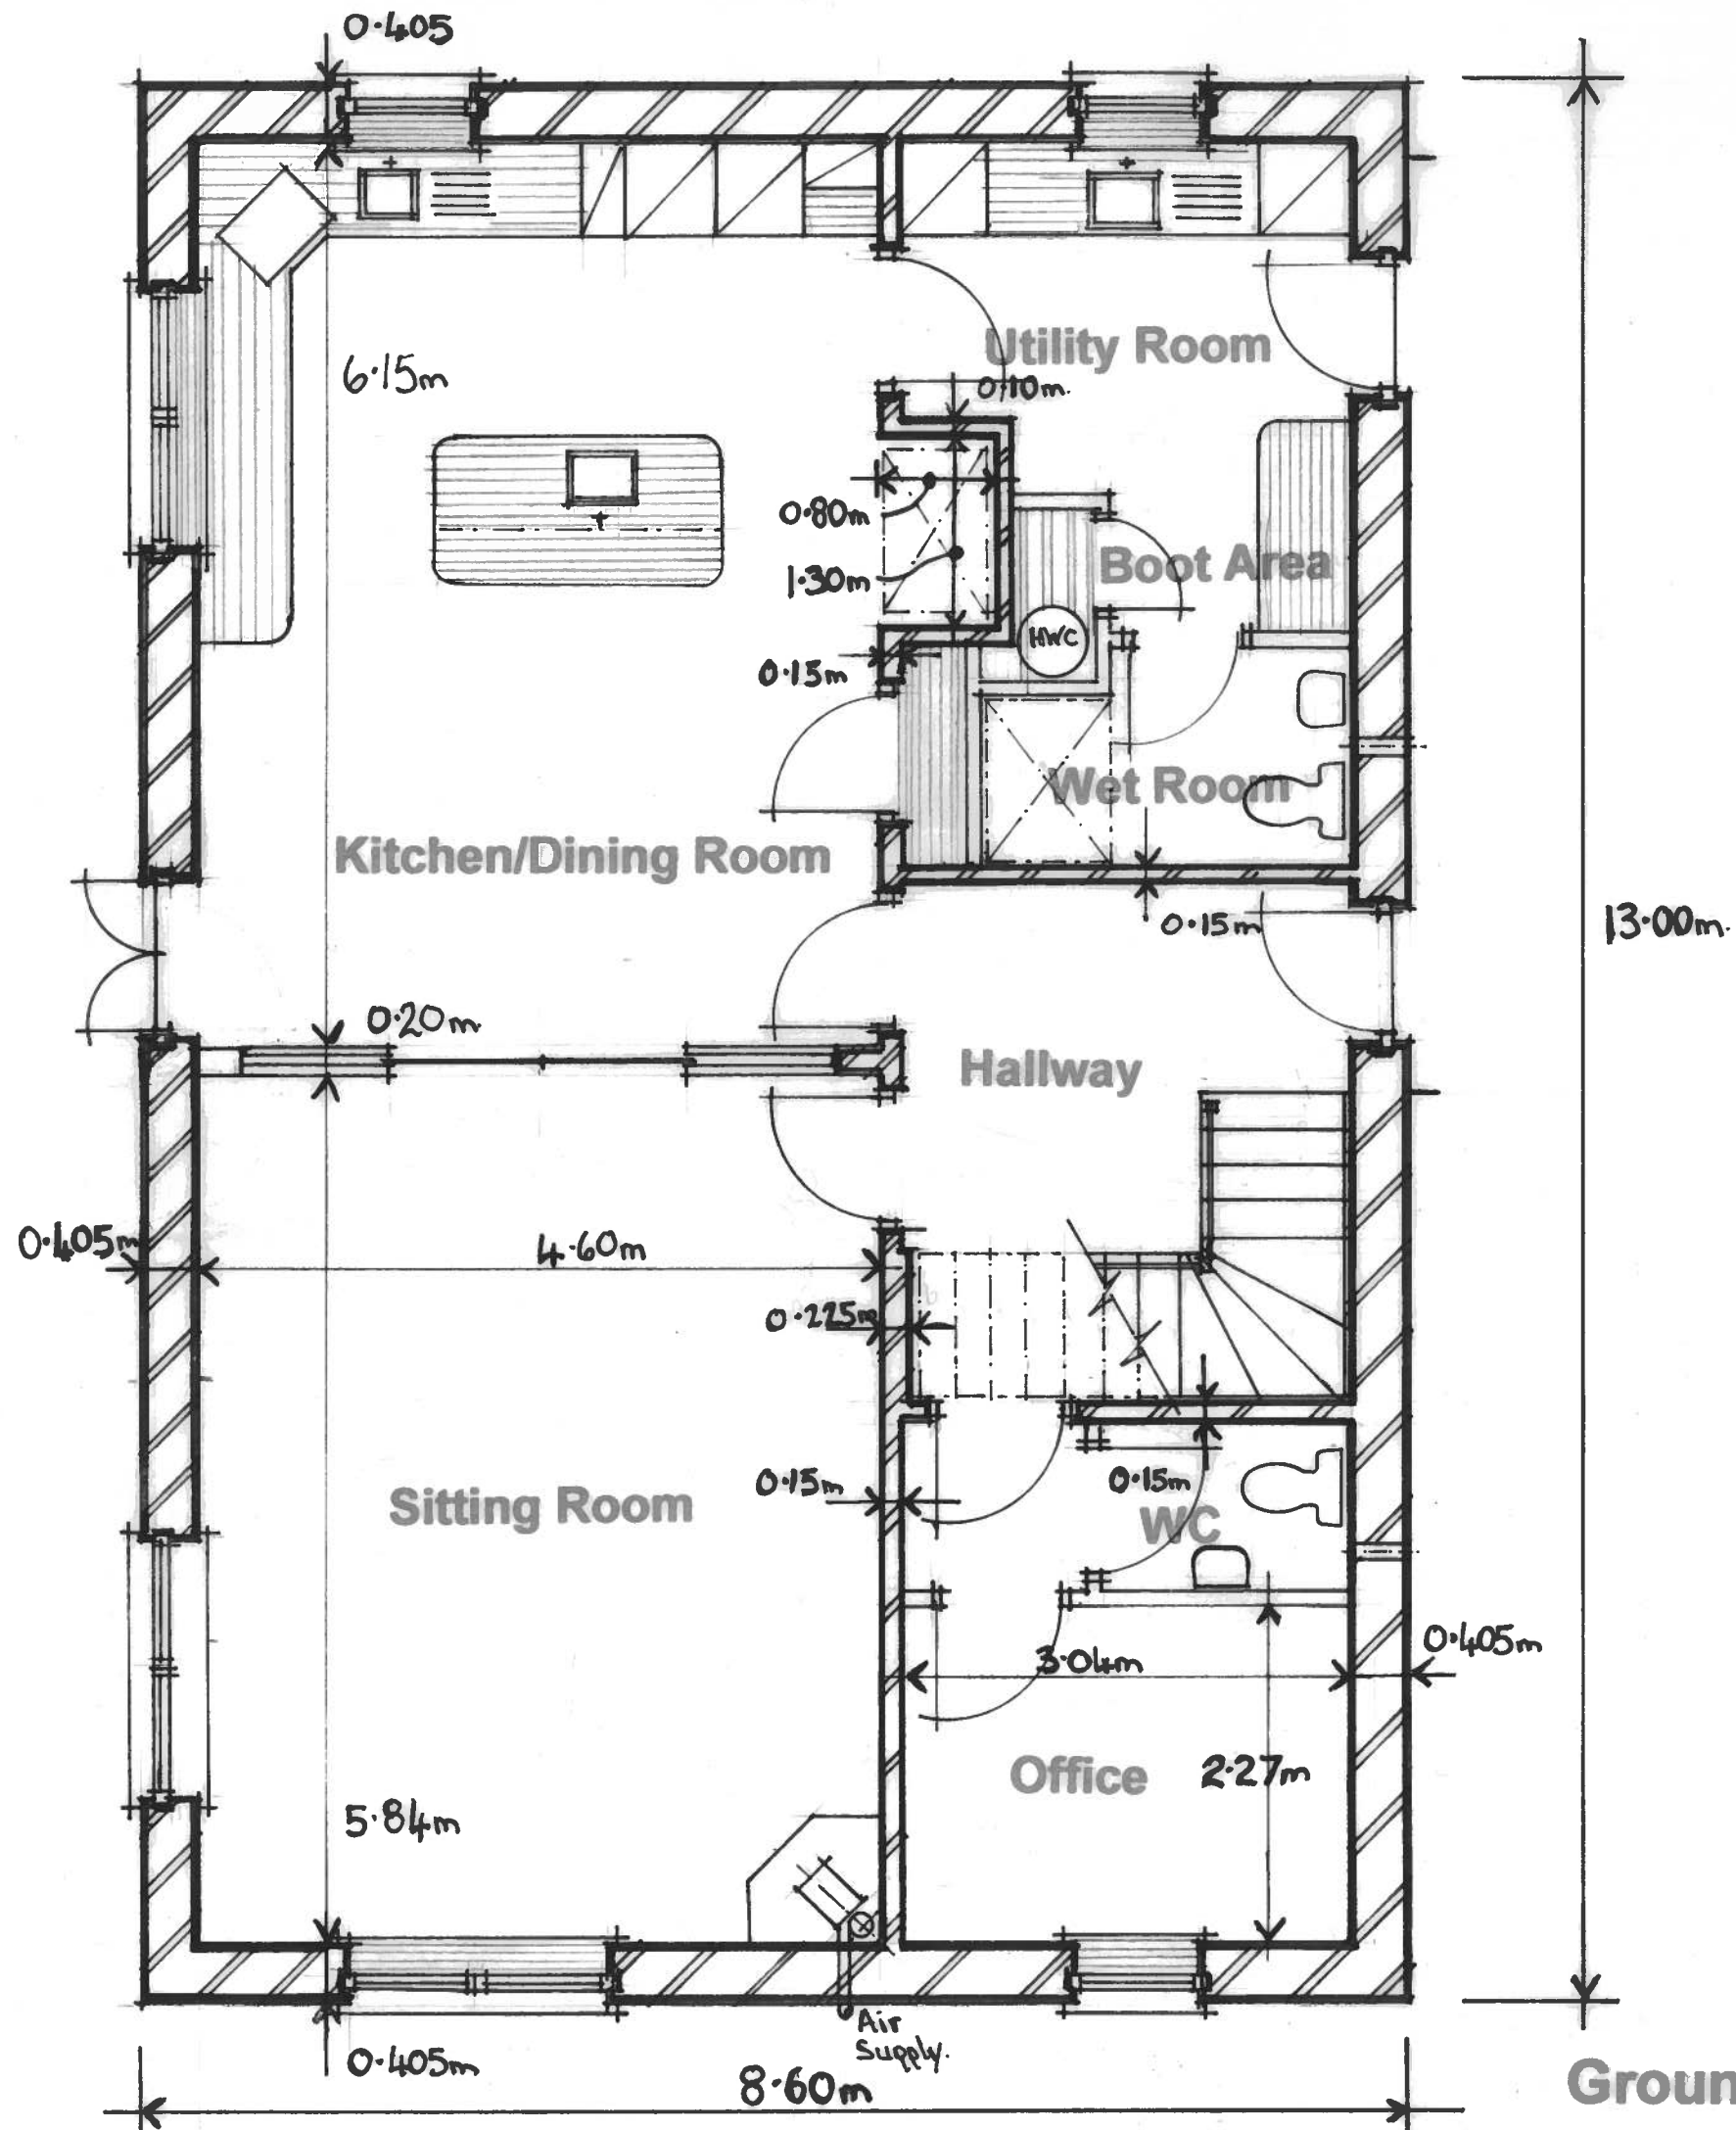 0.405
6.15m
Utility Room
0.10m.
0.80m
1.30m
Boot Area
HWC
0.15m
Wet Room
Kitchen/Dining Room
0.15m
13.00m.
0.20m
Hallway
0.405m
4.60m
0.225m
0.15m
0.15m
Sitting Room
WC
0.405m
3.04m
Office
2.27m
5.84m
Air
Supply.
0.405m
8.60m
Groun